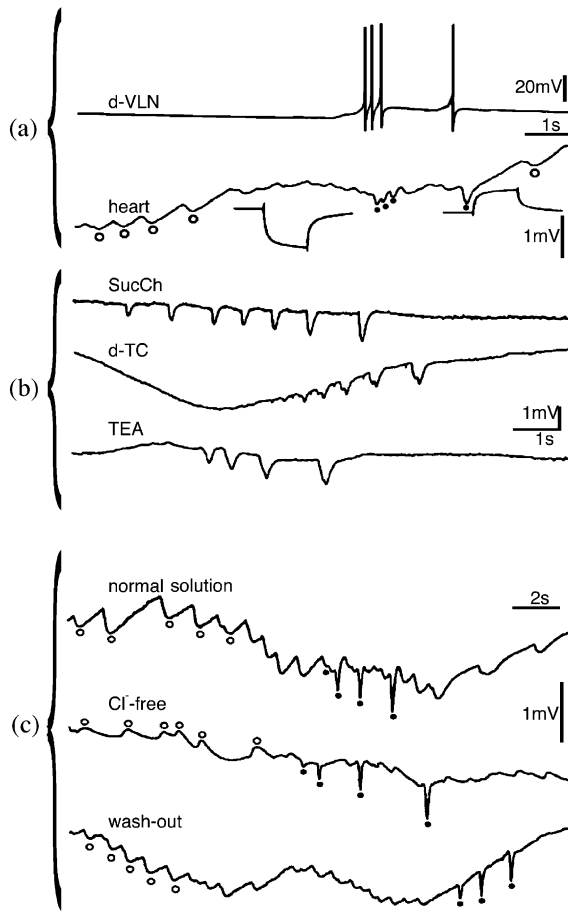 (a)
d-VLN
20mV
1s
heart
1mV
(b)
SucCh
d-TC
1mV
1s
TEA
(c)
normal solution
2s
Cl⁻-free
1mV
wash-out